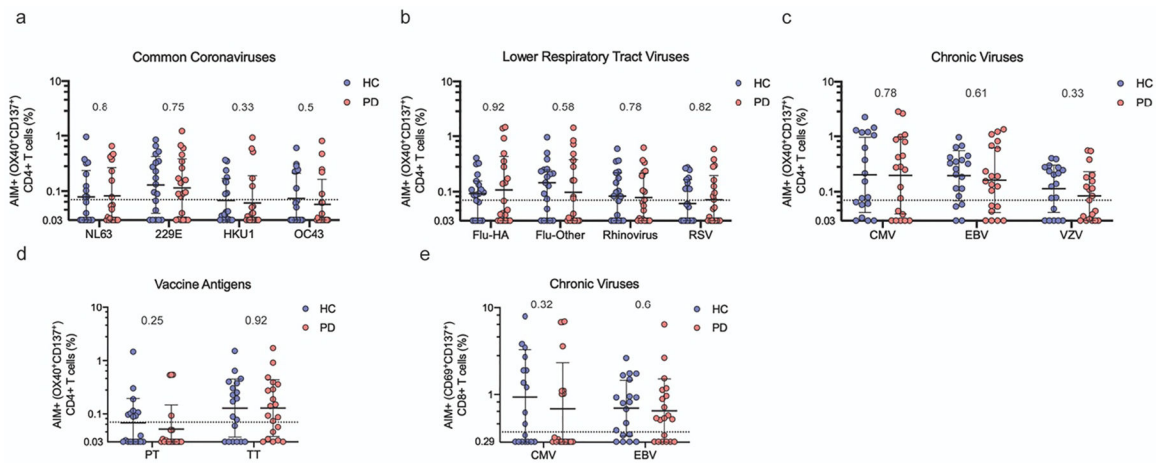 a
Common Coronaviruses
AIM+ (OX40⁺CD137⁺)
CD4+ T cells (%)
10
1
0.1
0.03
0.8
0.75
0.33
0.5
HC
PD
NL63
229E
HKU1
OC43
b
Lower Respiratory Tract Viruses
AIM+ (OX40⁺CD137⁺)
CD4+ T cells (%)
10
1
0.1
0.03
0.92
0.58
0.78
0.82
HC
PD
Flu-HA
Flu-Other
Rhinovirus
RSV
c
Chronic Viruses
AIM+ (OX40⁺CD137⁺)
CD4+ T cells (%)
10
1
0.1
0.03
0.78
0.61
0.33
HC
PD
CMV
EBV
VZV
d
Vaccine Antigens
AIM+ (OX40⁺CD137⁺)
CD4+ T cells (%)
10
1
0.1
0.03
0.25
0.92
HC
PD
PT
TT
e
Chronic Viruses
AIM+ (CD69⁺CD137⁺)
CD8+ T cells (%)
10
1
0.29
0.32
0.6
HC
PD
CMV
EBV